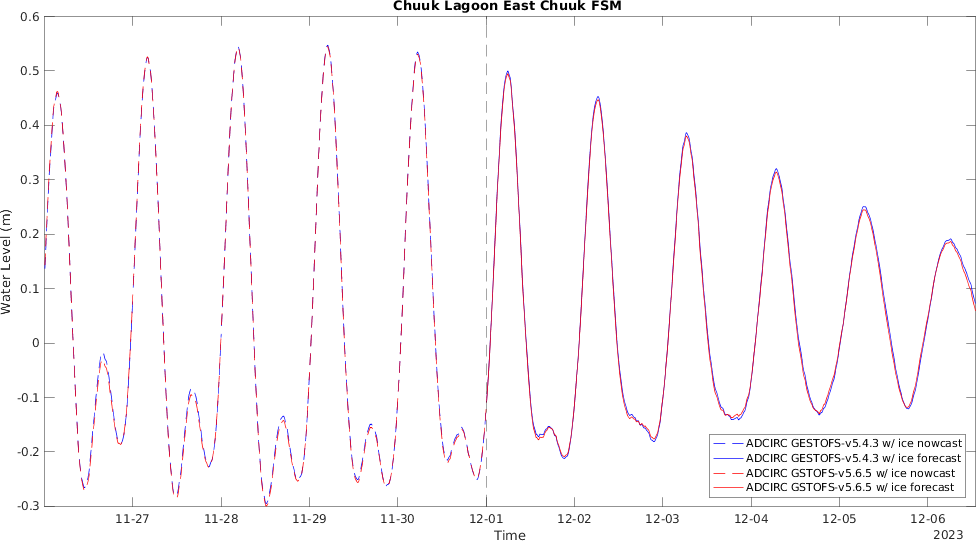 Chuuk Lagoon East Chuuk FSM
0.6
0.5
0.4
0.3
0.2
0.1
0
-0.1
-0.2
-0.3
Water Level (m)
ADCIRC GESTOFS-v5.4.3 w/ ice nowcast
ADCIRC GESTOFS-v5.4.3 w/ ice forecast
ADCIRC GSTOFS-v5.6.5 w/ ice nowcast
ADCIRC GSTOFS-v5.6.5 w/ ice forecast
11-27 11-28 11-29 11-30 12-01 12-02 12-03 12-04 12-05 12-06
Time
2023